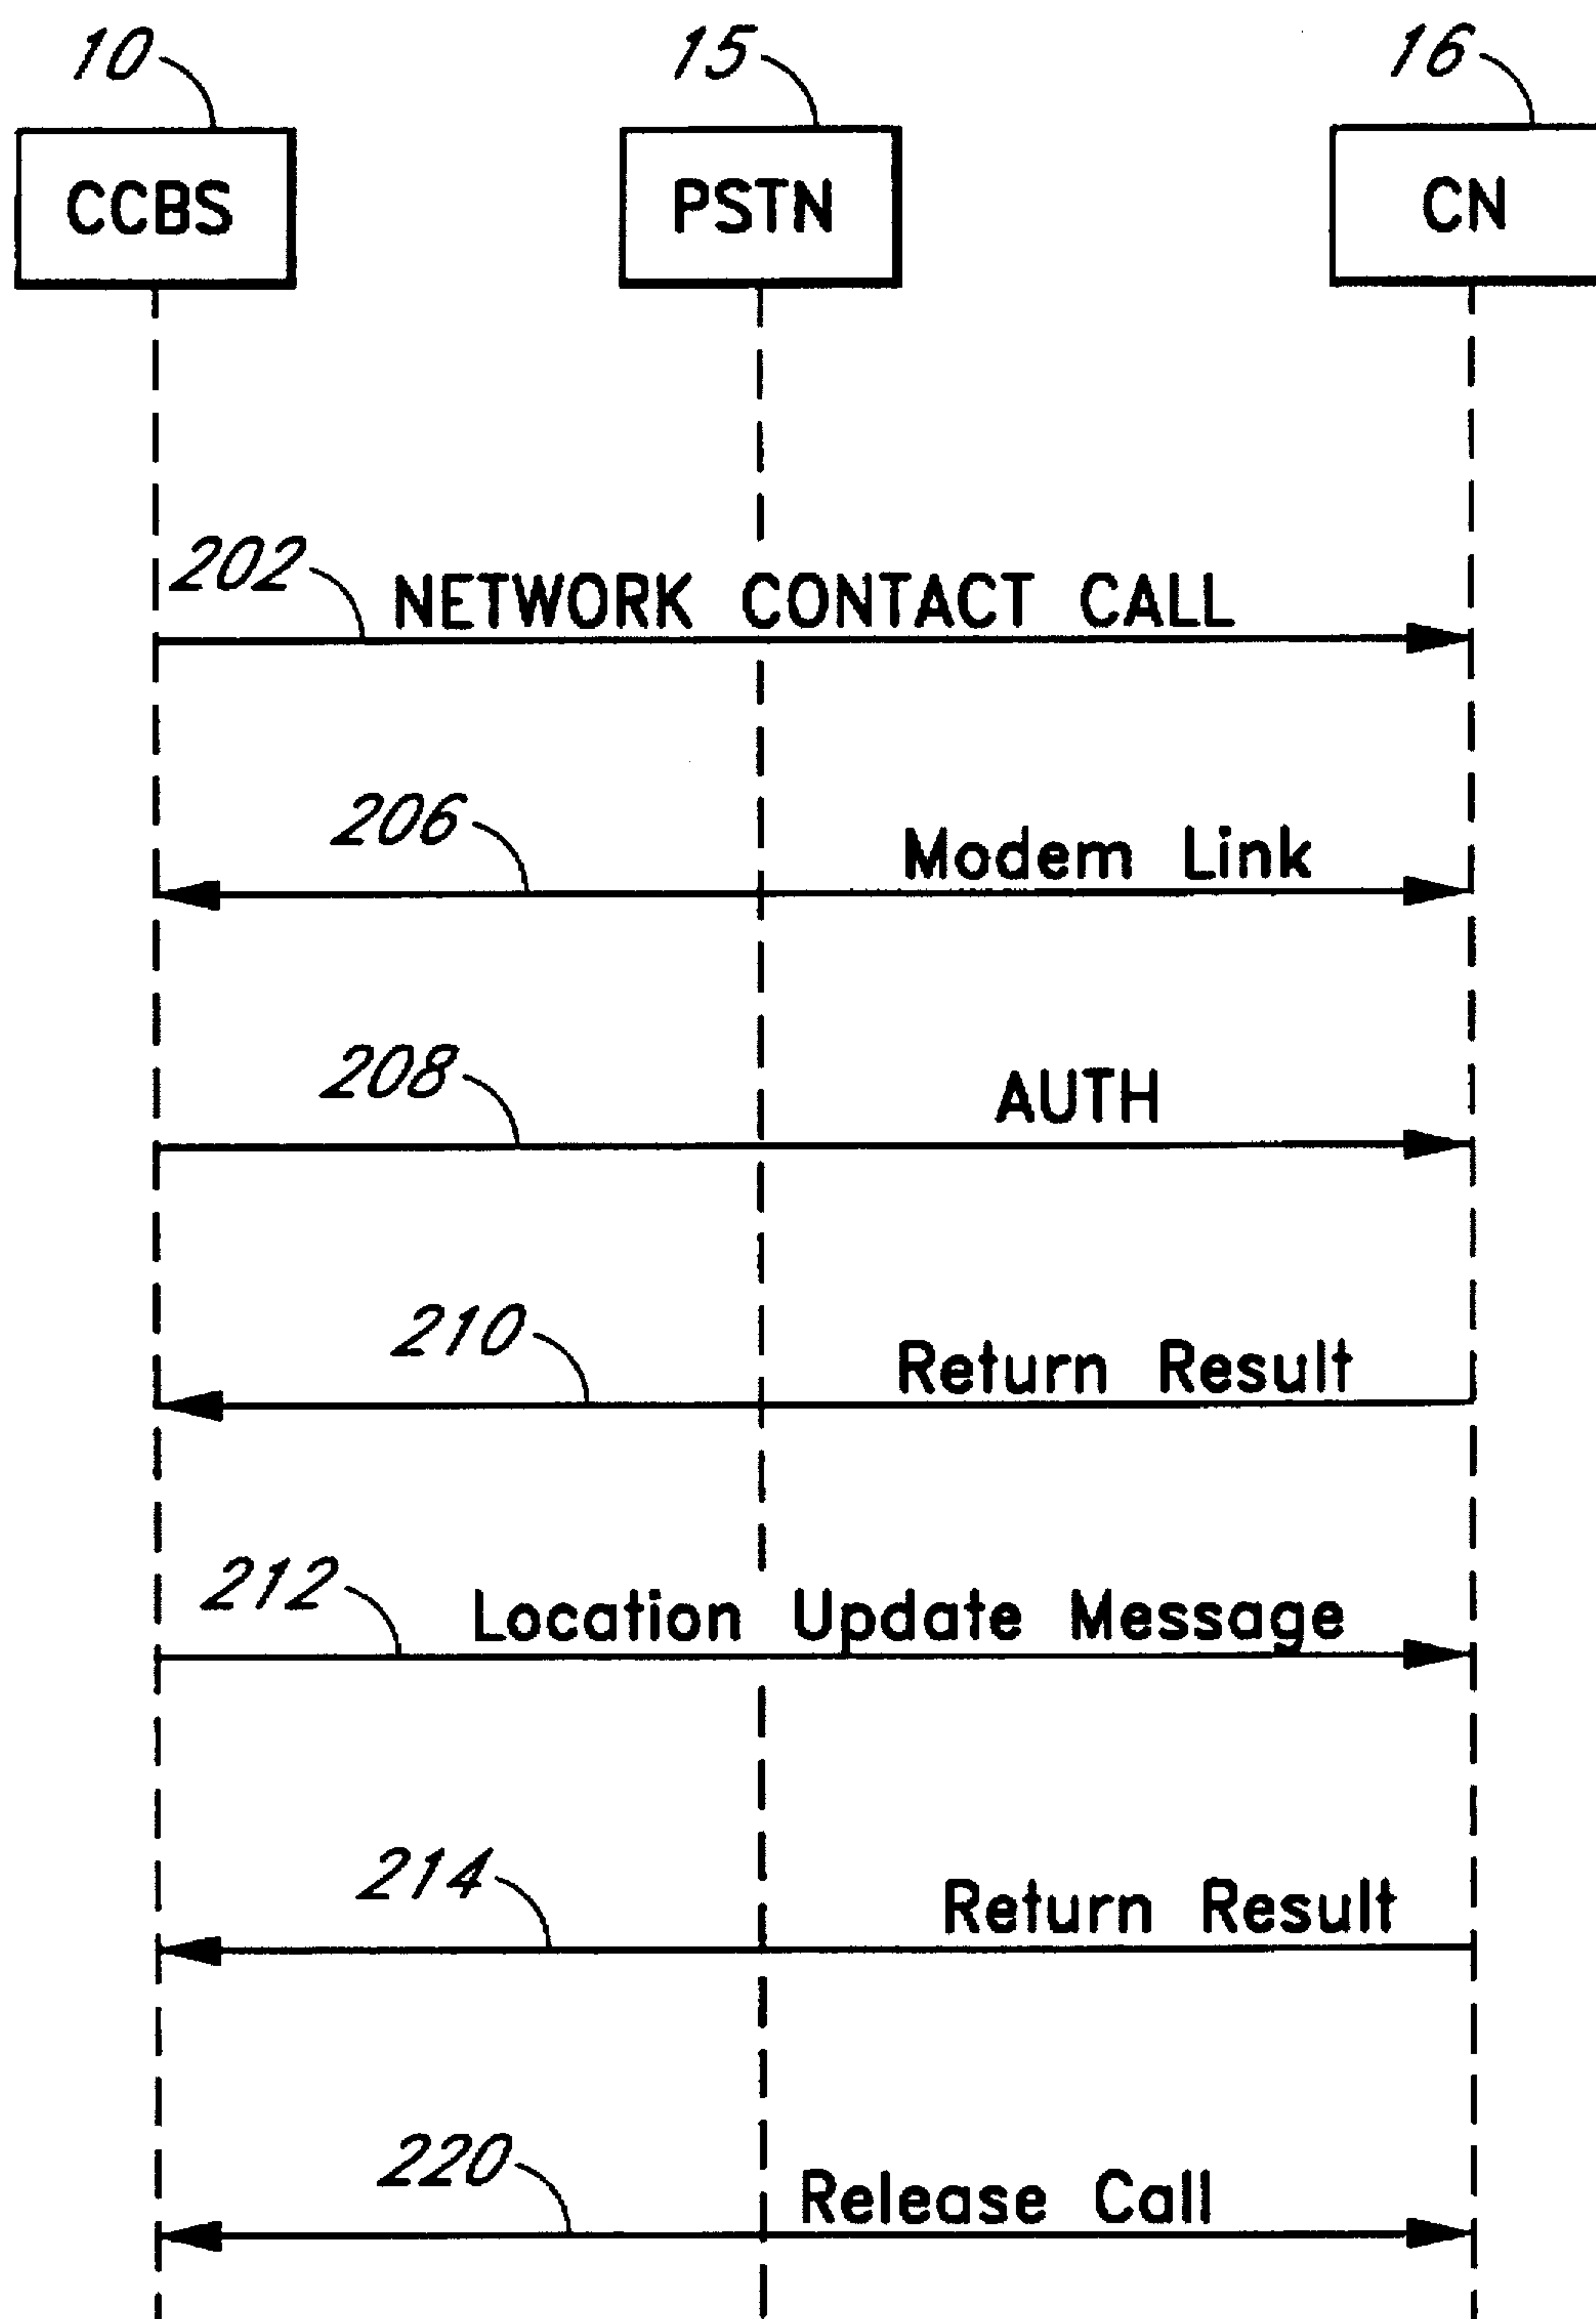 10 15 16
CCBS PSTN CN
202 NETWORK CONTACT CALL
206 Modem Link
208 AUTH
210 Return Result
212 Location Update Message
214 Return Result
220 Release Call